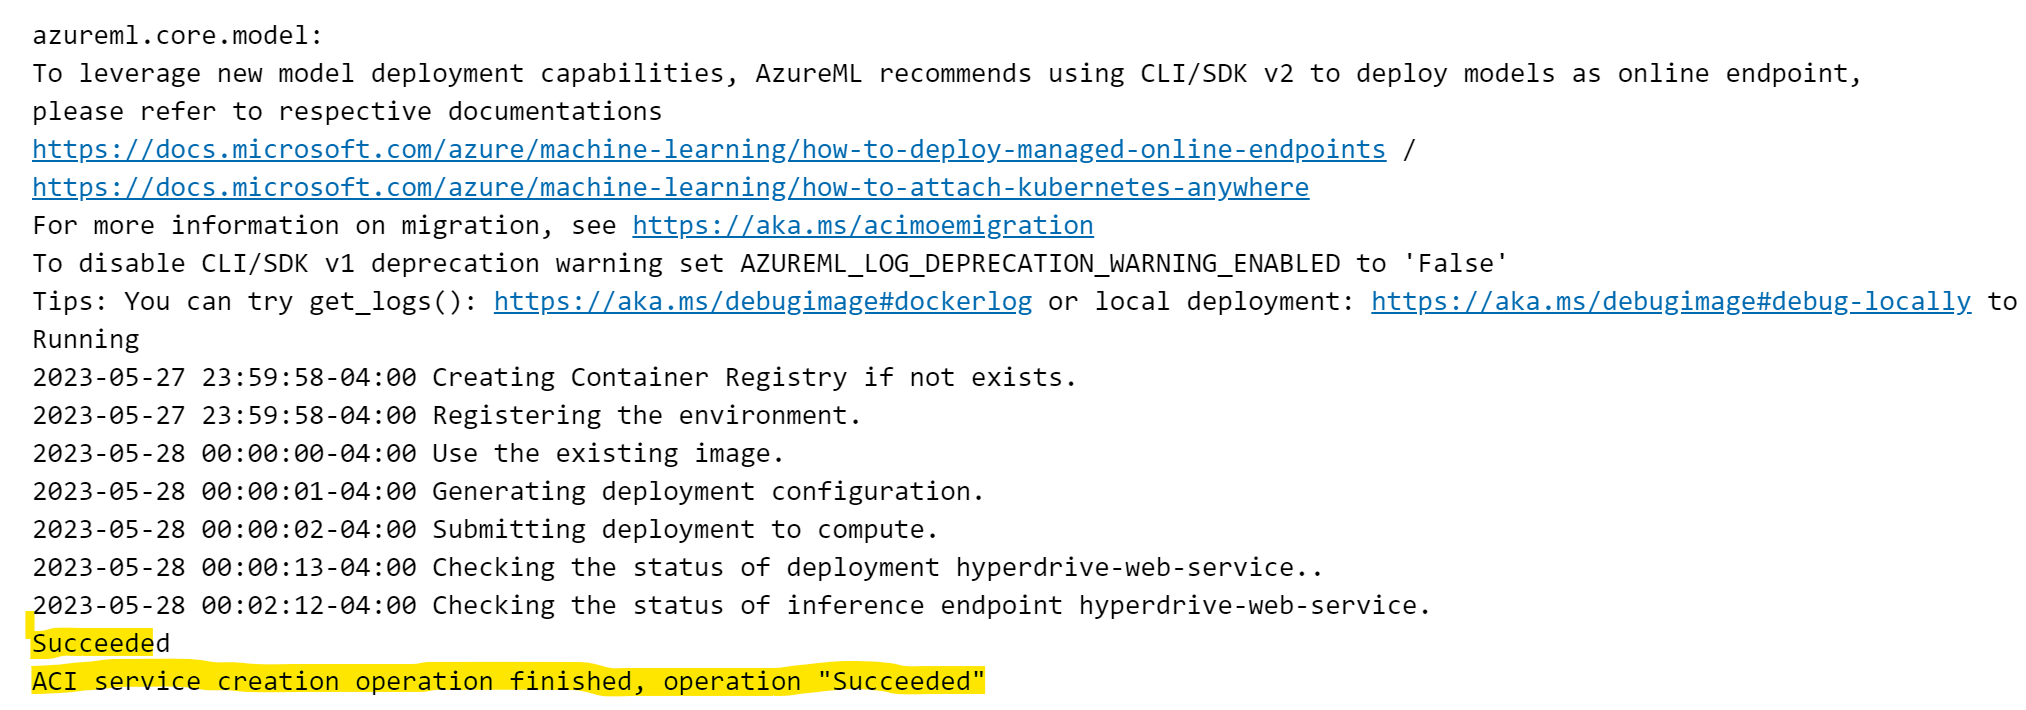 azureml.core.model:
To leverage new model deployment capabilities, AzureML recommends using CLI/SDK v2 to deploy models as online endpoint,
please refer to respective documentations
https://docs.microsoft.com/azure/machine-learning/how-to-deploy-managed-online-endpoints /
https://docs.microsoft.com/azure/machine-learning/how-to-attach-kubernetes-anywhere
For more information on migration, see https://aka.ms/acimoemigration
To disable CLI/SDK v1 deprecation warning set AZUREML_LOG_DEPRECATION_WARNING_ENABLED to 'False'
Tips: You can try get_logs(): https://aka.ms/debugimage#dockerlog or local deployment: https://aka.ms/debugimage#debug-locally to
Running
2023-05-27 23:59:58-04:00 Creating Container Registry if not exists.
2023-05-27 23:59:58-04:00 Registering the environment.
2023-05-28 00:00:00-04:00 Use the existing image.
2023-05-28 00:00:01-04:00 Generating deployment configuration.
2023-05-28 00:00:02-04:00 Submitting deployment to compute.
2023-05-28 00:00:13-04:00 Checking the status of deployment hyperdrive-web-service..
2023-05-28 00:02:12-04:00 Checking the status of inference endpoint hyperdrive-web-service.
Succeeded
ACI service creation operation finished, operation "Succeeded"